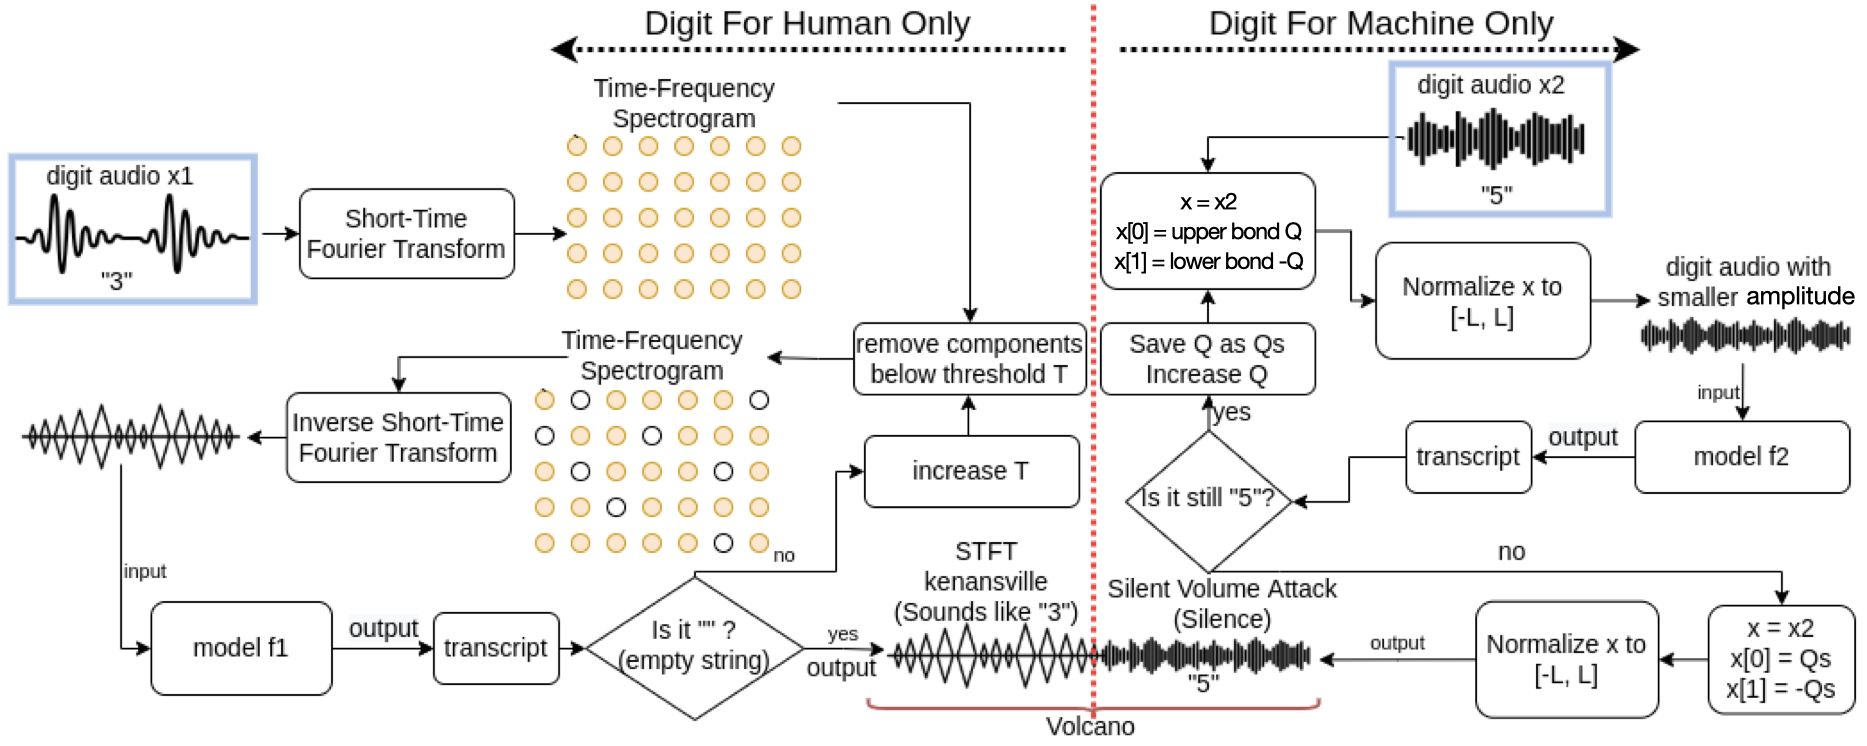 Digit For Human Only
Digit For Machine Only
Time-Frequency
Spectrogram
digit audio x1
"3"
Short-Time
Fourier Transform
remove components
below threshold T
increase T
Time-Frequency
Spectrogram
Inverse Short-Time
Fourier Transform
input
model f1
output
transcript
Is it "" ?
(empty string)
no
yes
output
STFT
kenansville
(Sounds like "3")
digit audio x2
"5"
x = x2
x[0] = upper bond Q
x[1] = lower bond -Q
Normalize x to
[-L, L]
digit audio with
smaller amplitude
input
model f2
output
transcript
Is it still "5"?
yes
Save Q as Qs
Increase Q
no
x = x2
x[0] = Qs
x[1] = -Qs
Normalize x to
[-L, L]
output
Silent Volume Attack
(Silence)
"5"
Volcano